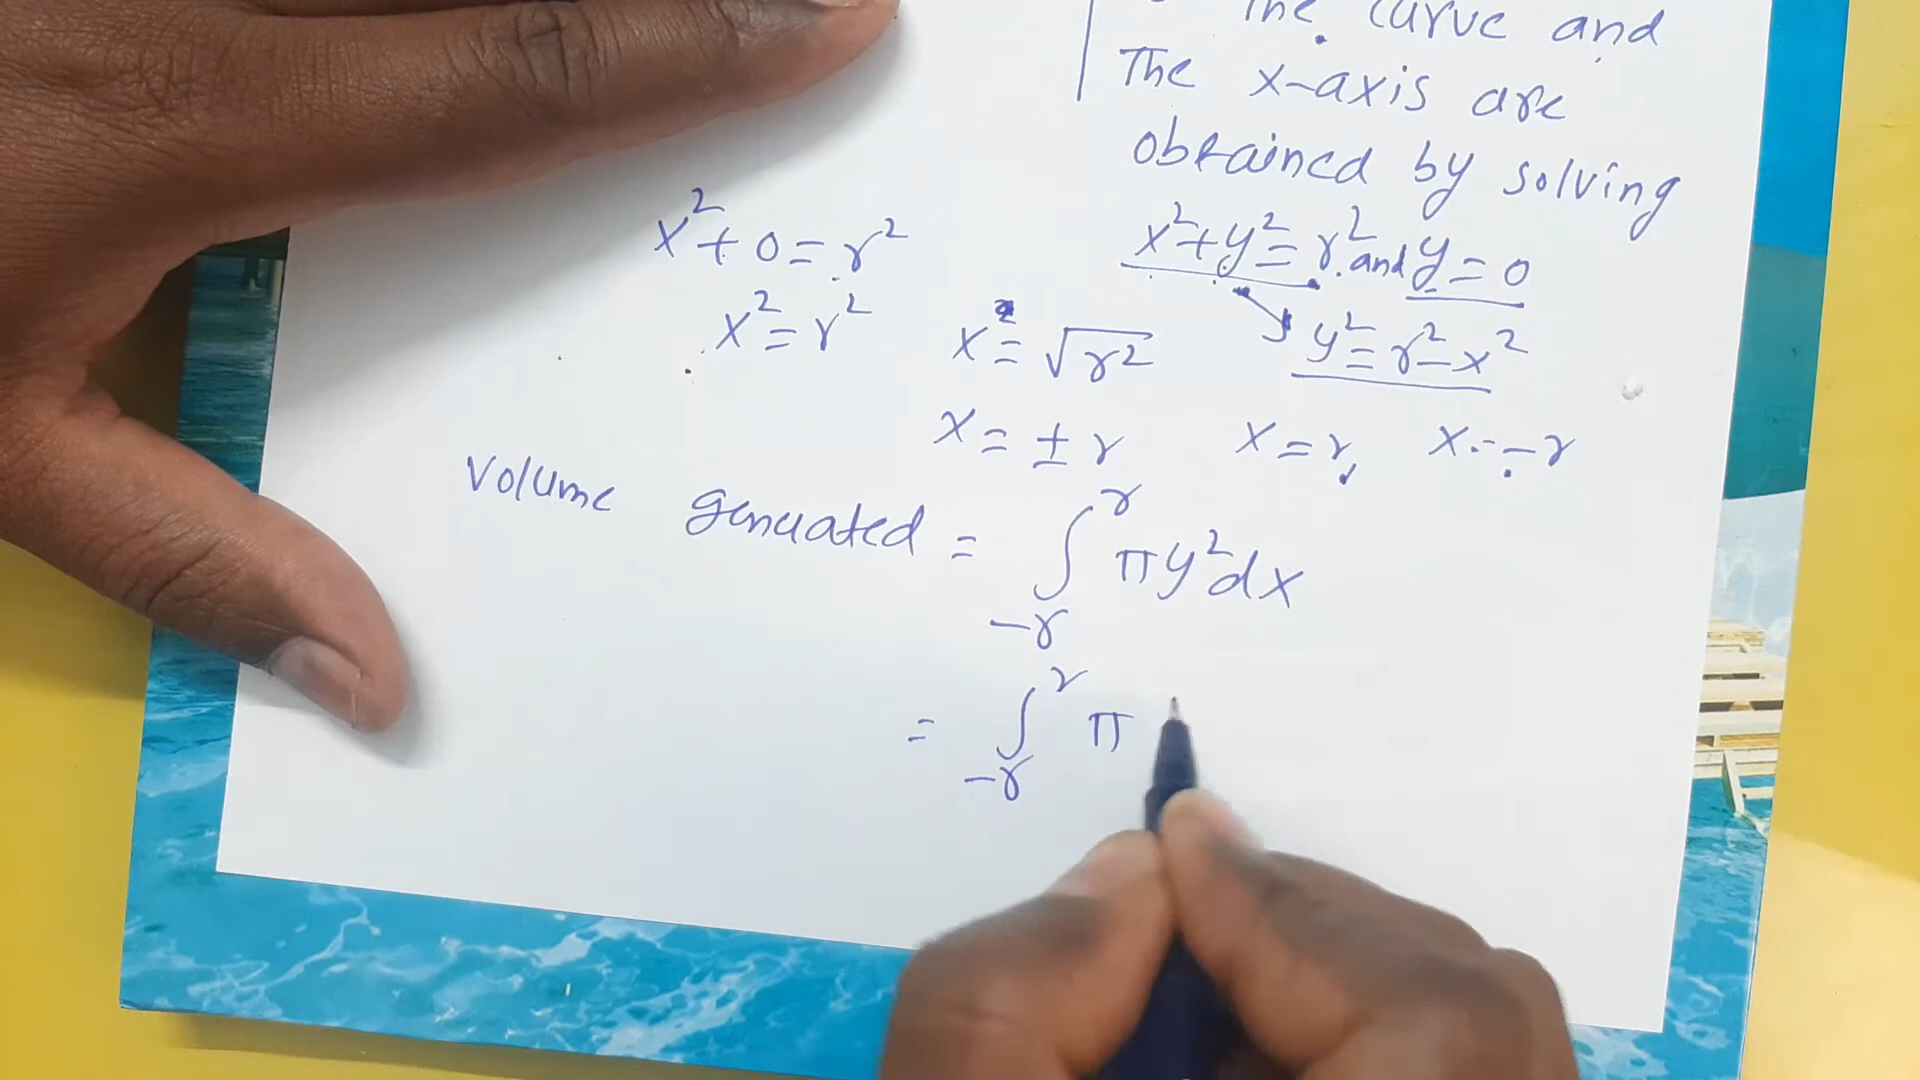 The curve and
The x-axis are
obtained by solving
x²+y²=r² and y=0
x²+0=r²
x²=r²
x=√r²
y²=r²-x²
x=±r x=r, x=-r
Volume generated = ∫_{-r}^{r} πy²dx
= ∫_{-r}^{r} π